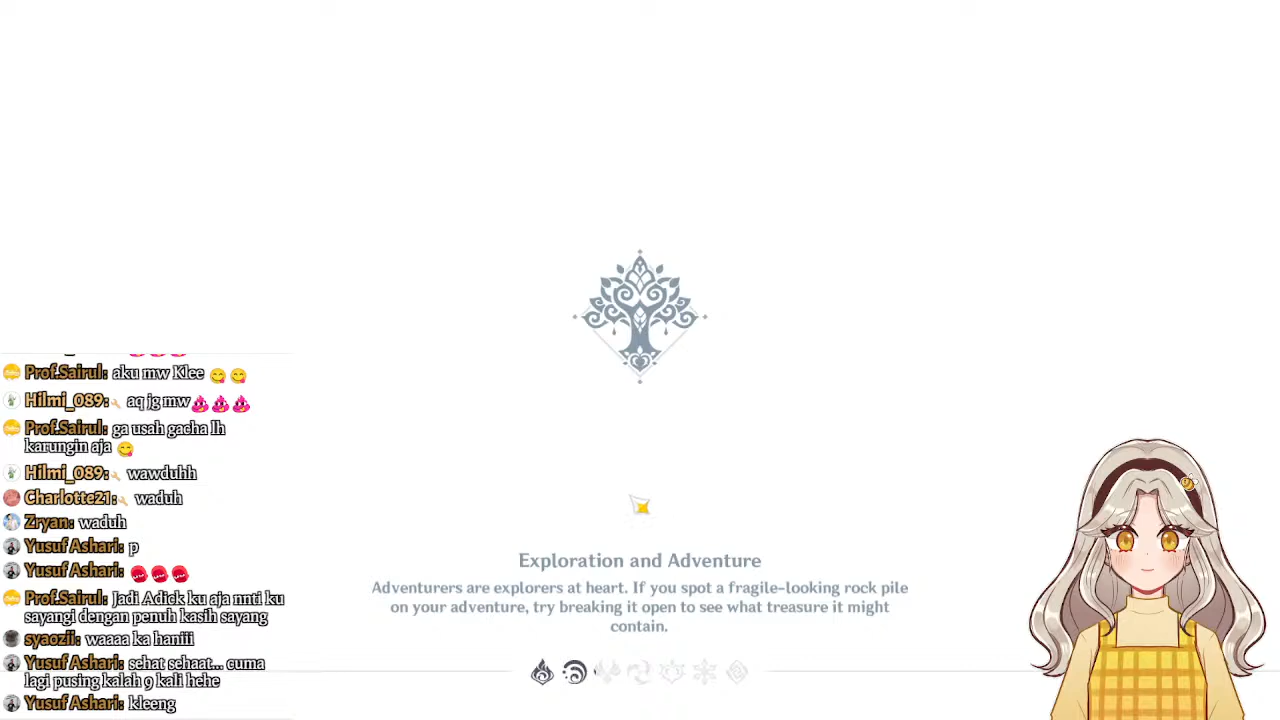 Prof.Sairul: aku mw Klee
Hilmi_089: aq jg mw
Prof.Sairul: ga usah gacha lh
karungin aja
Hilmi_089: wawduhh
Charlotte21: waduh
Zryan: waduh
Yusuf Ashari: p
Yusuf Ashari:
Prof.Sairul: Jadi Adick ku aja nnti ku
sayangi dengan penuh kasih sayang
syaozii: waaaa ka haniii
Yusuf Ashari: sehat sehaat... cuma
lagi pusing kalah 9 kali hehe
Yusuf Ashari: kleeng
Exploration and Adventure
Adventurers are explorers at heart. If you spot a fragile-looking rock pile
on your adventure, try breaking it open to see what treasure it might
contain.